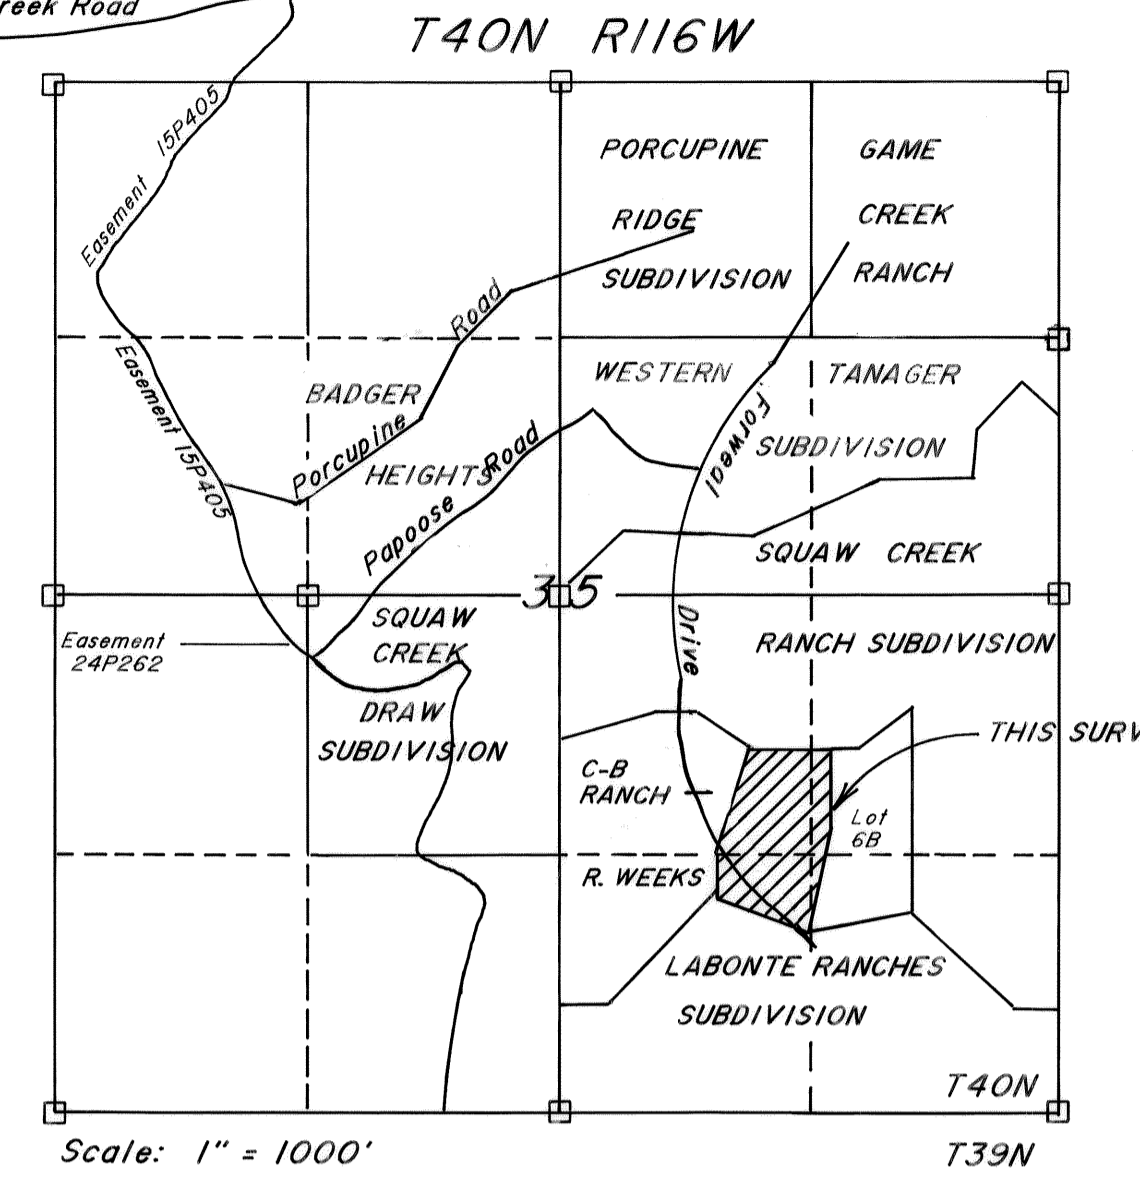 reek Road
T40N R116W
Easement 15P405
PORCUPINE
RIDGE
SUBDIVISION
GAME
CREEK
RANCH
Porcupine Road
Easement 15P405
BADGER
HEIGHTS
WESTERN TANAGER
SUBDIVISION
Papoose Road
Forweal Drive
SQUAW CREEK
RANCH SUBDIVISION
35
Easement
24P262
SQUAW
CREEK
DRAW
SUBDIVISION
THIS SURV
C-B
RANCH
Lot
6B
R. WEEKS
LABONTE RANCHES
SUBDIVISION
T40N
Scale: 1" = 1000'
T39N